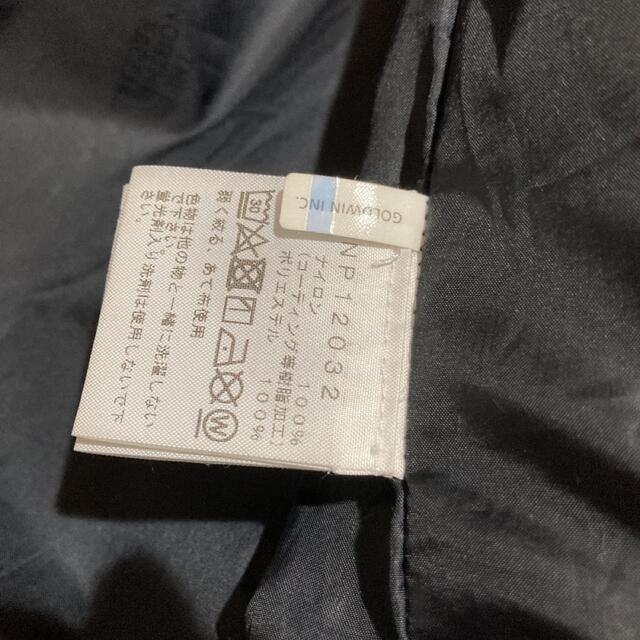 GOLDWIN INC.
NP12032
ナイロン 100%
(コーティング等樹脂加工)
ポリエステル 100%
30
W
弱く絞る。あて布使用
色物は他の物と一緒に洗濯しない
で下さい。
蛍光剤入り洗剤は使用しないで下
さい。